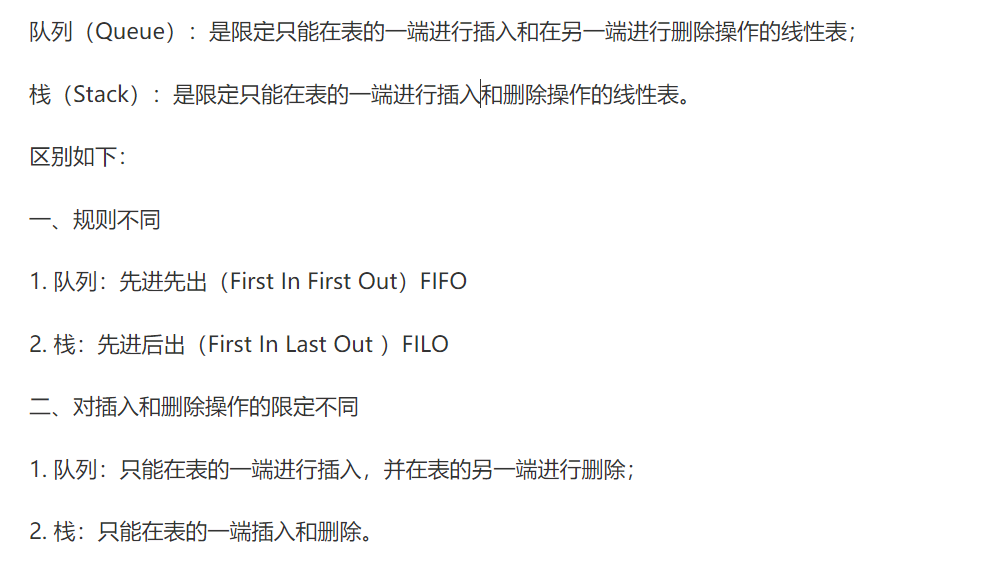 队列（Queue）：是限定只能在表的一端进行插入和在另一端进行删除操作的线性表；
栈（Stack）：是限定只能在表的一端进行插入和删除操作的线性表。
区别如下：
一、规则不同
1. 队列：先进先出（First In First Out）FIFO
2. 栈：先进后出（First In Last Out ）FILO
二、对插入和删除操作的限定不同
1. 队列：只能在表的一端进行插入，并在表的另一端进行删除；
2. 栈：只能在表的一端插入和删除。